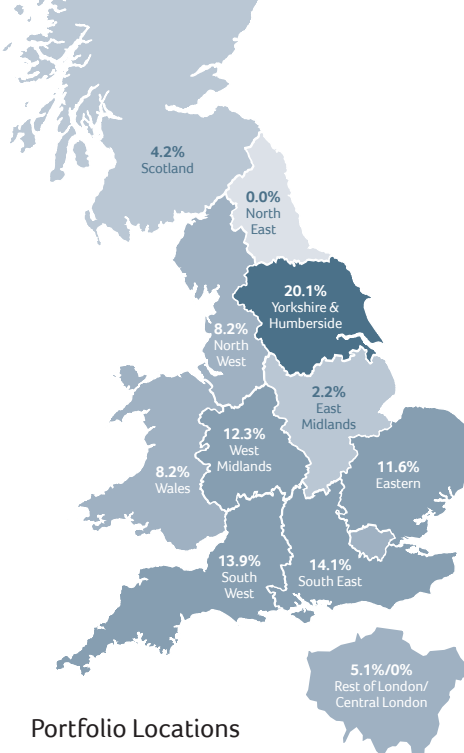 4.2%
Scotland
0.0%
North
East
20.1%
Yorkshire &
Humberside
8.2%
North
West
2.2%
East
Midlands
12.3%
West
Midlands
8.2%
Wales
11.6%
Eastern
13.9%
South
West
14.1%
South East
5.1%/0%
Rest of London/
Central London
Portfolio Locations